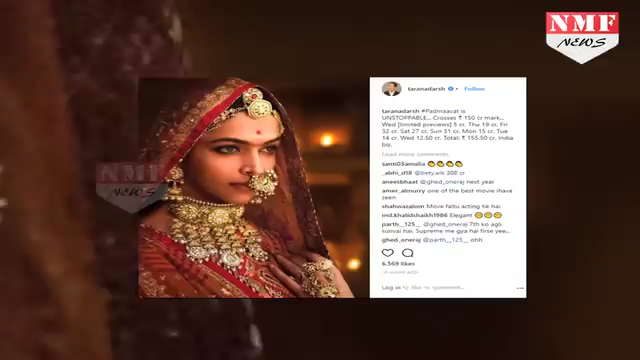 NMF
NEWS
taranadarsh
Follow
taranadarsh #Padmaavat is
UNSTOPPABLE... Crosses ₹ 150 cr mark...
Wed [limited previews] 5 cr, Thu 19 cr, Fri
32 cr, Sat 27 cr, Sun 31 cr, Mon 15 cr, Tue
14 cr, Wed 12.50 cr. Total: ₹ 155.50 cr. India
biz.
Load more comments
santi03amalia 👏👏👏👏
_abhi_d18 @bety.elk 308 cr
aneesbhaat @ghed_oneraj next year
amer_almurry one of the best movie ihave
seen
shahwazalism Move faltu acting tik hai
md.khalidshaikh1986 Elegant
parth__125__ @ghed_oneraj 7th ko agli
sunvai hai. Supreme me gya hai firse yee..
ghed_oneraj @parth__125__ ohh
6,569 likes
Log in to like or comment.
...
NMF
NEWS